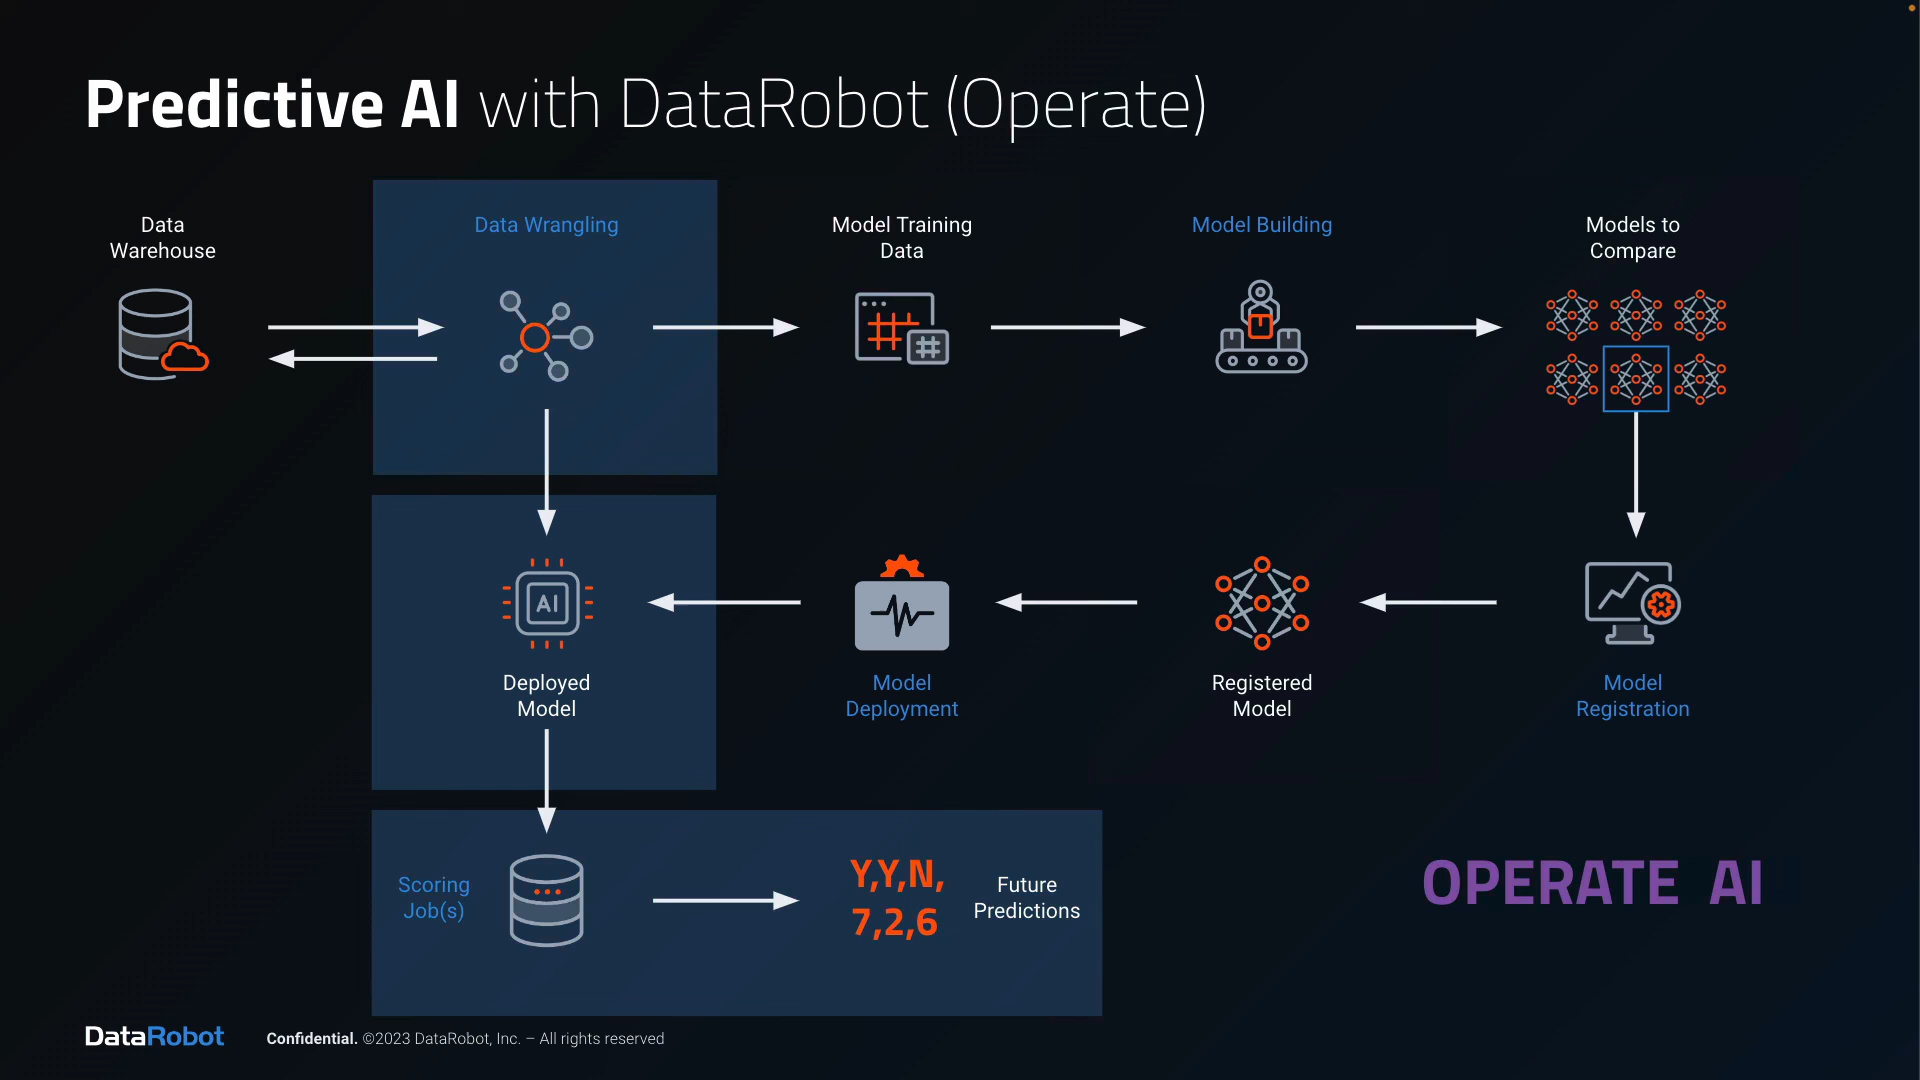 Predictive AI with DataRobot (Operate)
Data
Warehouse
Data Wrangling
Model Training
Data
Model Building
Models to
Compare
AI
Deployed
Model
Model
Deployment
Registered
Model
Model
Registration
Scoring
Job(s)
Y,Y,N,
7,2,6
Future
Predictions
OPERATE AI
DataRobot
Confidential. ©2023 DataRobot, Inc. – All rights reserved